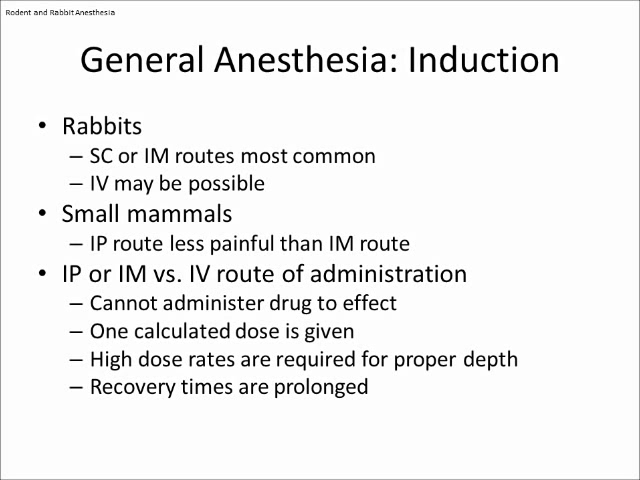 Rodent and Rabbit Anesthesia
General Anesthesia: Induction
• Rabbits
– SC or IM routes most common
– IV may be possible
• Small mammals
– IP route less painful than IM route
• IP or IM vs. IV route of administration
– Cannot administer drug to effect
– One calculated dose is given
– High dose rates are required for proper depth
– Recovery times are prolonged